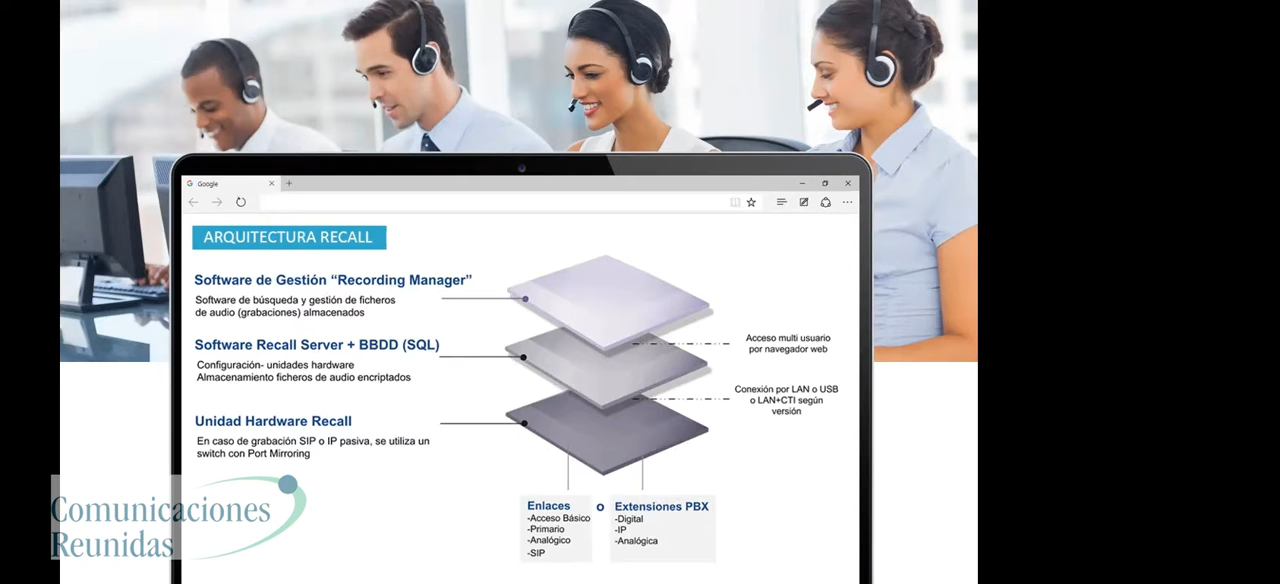 Google
ARQUITECTURA RECALL
Software de Gestión “Recording Manager”
Software de búsqueda y gestión de ficheros
de audio (grabaciones) almacenados
Software Recall Server + BBDD (SQL)
Configuración- unidades hardware
Almacenamiento ficheros de audio encriptados
Unidad Hardware Recall
En caso de grabación SIP o IP pasiva, se utiliza un
switch con Port Mirroring
Acceso multi usuario
por navegador web
Conexión por LAN o USB
o LAN+CTI según
versión
Enlaces
-Acceso Básico
-Primario
-Analógico
-SIP
o
Extensiones PBX
-Digital
-IP
-Analógica
Comunicaciones
Reunidas